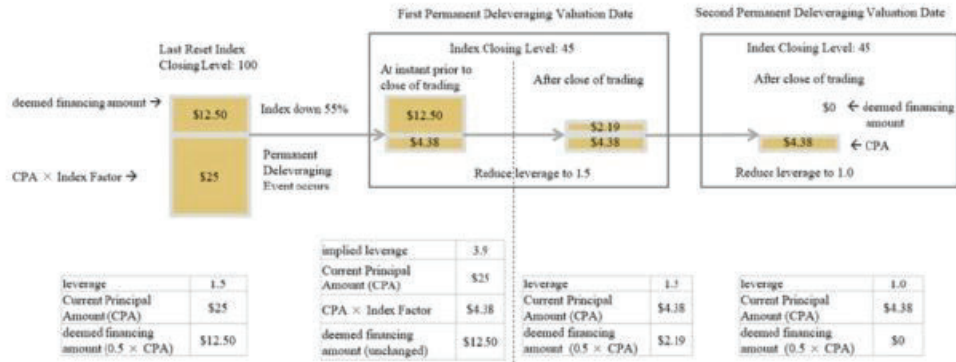 First Permanent Deleveraging Valuation Date
Second Permanent Deleveraging Valuation Date
Last Reset Index
Closing Level: 100
Index Closing Level: 45
At instant prior to
close of trading
After close of trading
Index Closing Level: 45
After close of trading
deemed financing amount →
$12.50
Index down 55%
$12.50
$4.38
$2.19
$4.38
$0
← deemed financing
amount
$4.38
← CPA
CPA × Index Factor →
$25
Permanent
Deleveraging
Event occurs
Reduce leverage to 1.5
Reduce leverage to 1.0
leverage 1.5
Current Principal
Amount (CPA) $25
deemed financing
amount (0.5 × CPA) $12.50
implied leverage 3.9
Current Principal
Amount (CPA) $25
CPA × Index Factor $4.38
deemed financing
amount (unchanged) $12.50
leverage 1.5
Current Principal
Amount (CPA) $4.38
deemed financing
amount (0.5 × CPA) $2.19
leverage 1.0
Current Principal
Amount (CPA) $4.38
deemed financing
amount (0.5 × CPA) $0